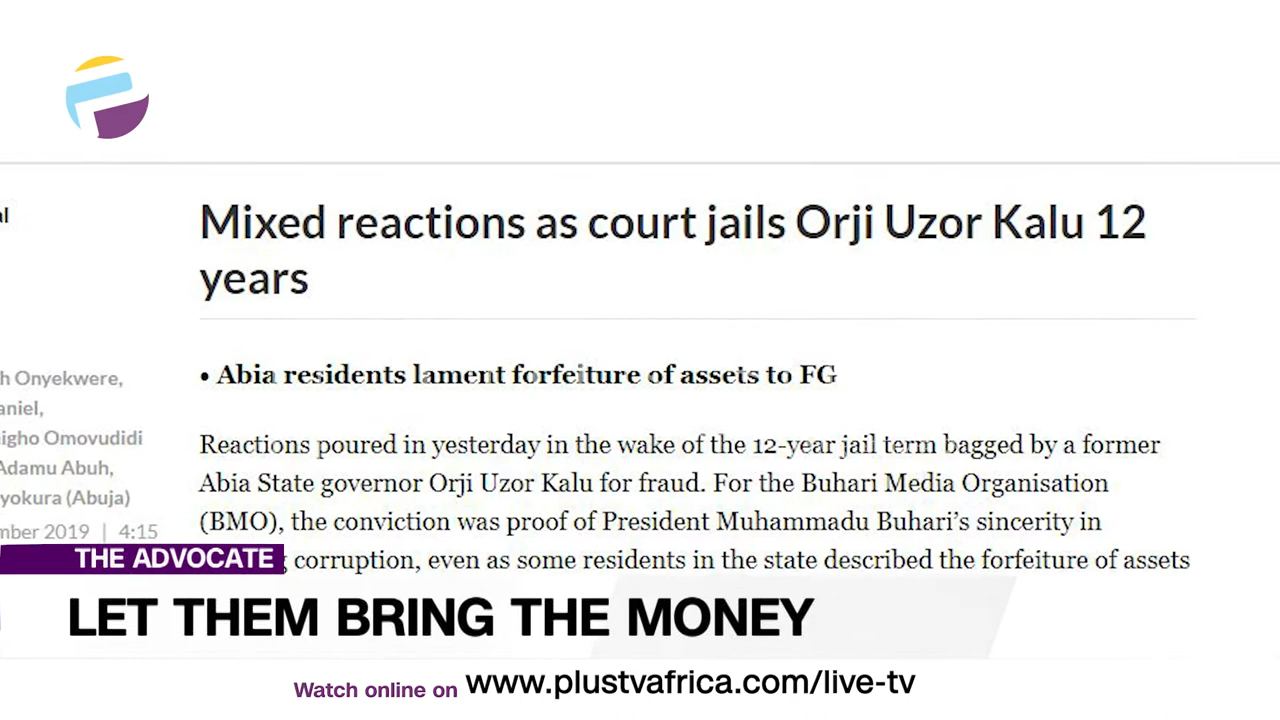 Mixed reactions as court jails Orji Uzor Kalu 12
years
• Abia residents lament forfeiture of assets to FG
Reactions poured in yesterday in the wake of the 12-year jail term bagged by a former
Abia State governor Orji Uzor Kalu for fraud. For the Buhari Media Organisation
(BMO), the conviction was proof of President Muhammadu Buhari's sincerity in
corruption, even as some residents in the state described the forfeiture of assets
al
h Onyekwere,
aniel,
igho Omovudidi
Adamu Abuh,
yokura (Abuja)
mber 2019 | 4:15
THE ADVOCATE
LET THEM BRING THE MONEY
Watch online on www.plustvafrica.com/live-tv